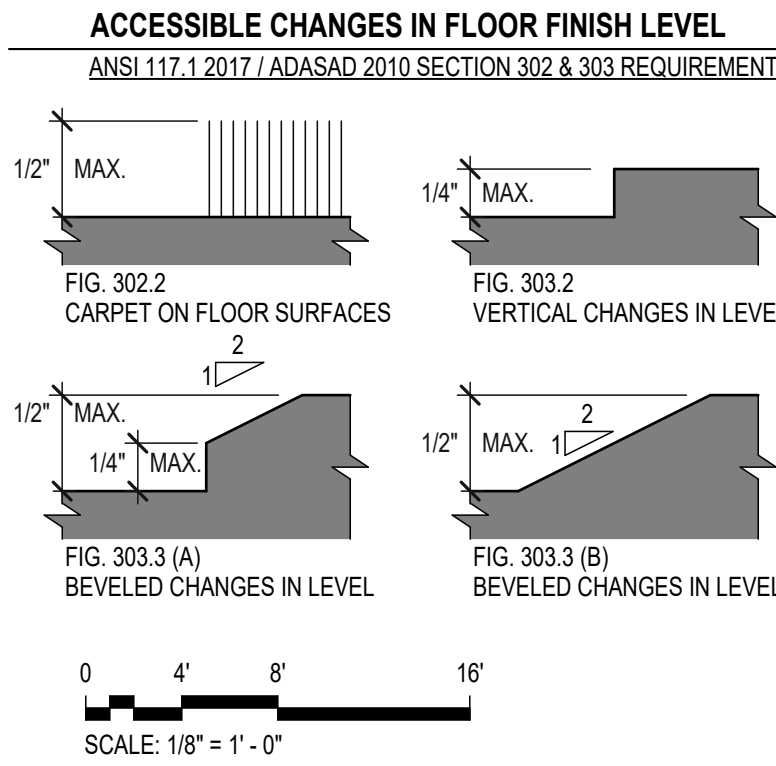 ACCESSIBLE CHANGES IN FLOOR FINISH LEVEL
ANSI 117.1 2017 / ADASAD 2010 SECTION 302 & 303 REQUIREMENT
1/2" MAX.
FIG. 302.2
CARPET ON FLOOR SURFACES
1/4" MAX.
FIG. 303.2
VERTICAL CHANGES IN LEVE
2
1
1/2" MAX.
1/4" MAX.
FIG. 303.3 (A)
BEVELED CHANGES IN LEVEL
2
1
1/2" MAX.
FIG. 303.3 (B)
BEVELED CHANGES IN LEVEL
0 4' 8' 16'
SCALE: 1/8" = 1' - 0"